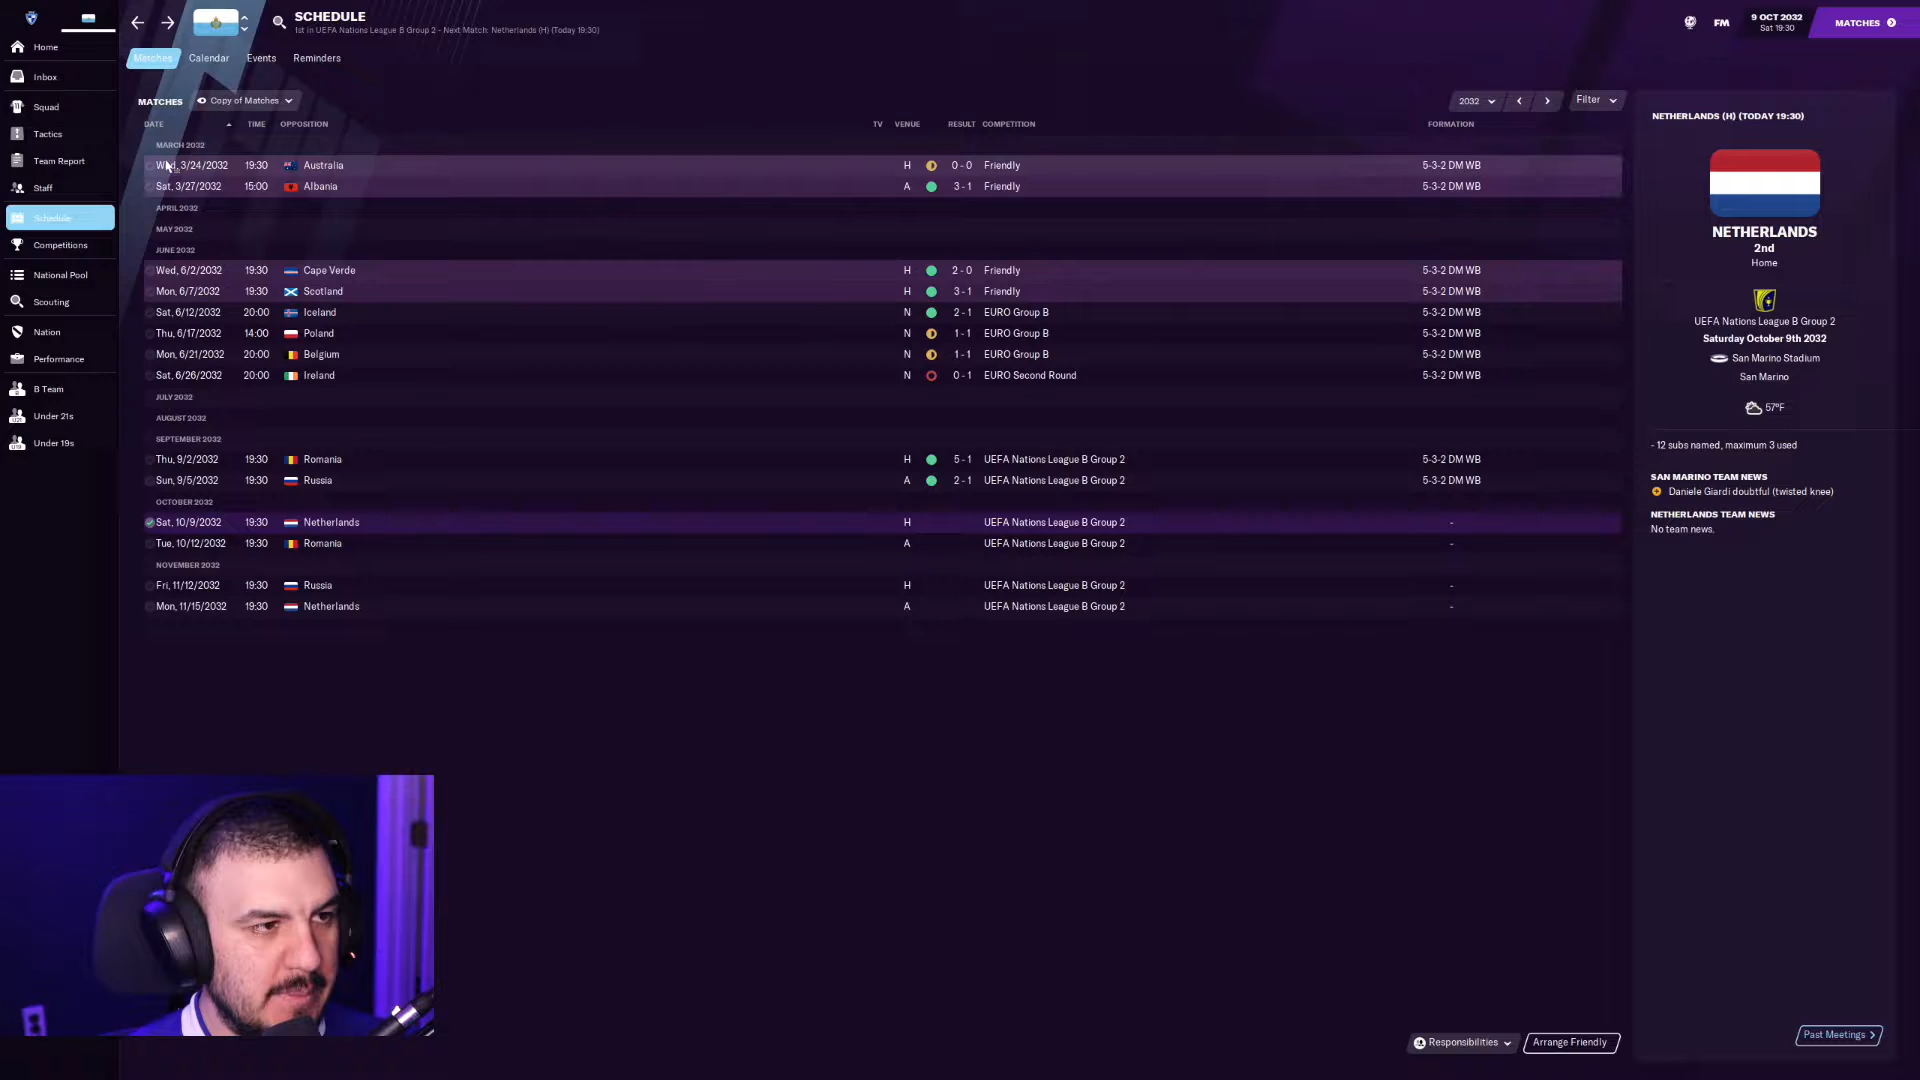 SCHEDULE
1st in UEFA Nations League B Group 2 - Next Match: Netherlands (H) (Today 19:30)
FM
9 OCT 2032
Sat 19:30
MATCHES
Home
Inbox
Squad
Tactics
Team Report
Staff
Schedule
Competitions
National Pool
Scouting
Nation
Performance
B Team
Under 21s
Under 19s
Matches Calendar Events Reminders
MATCHES Copy of Matches 2032 Filter
DATE TIME OPPOSITION TV VENUE RESULT COMPETITION FORMATION
MARCH 2032
Wed, 3/24/2032 19:30 Australia H 0 - 0 Friendly 5-3-2 DM WB
Sat, 3/27/2032 15:00 Albania A 3 - 1 Friendly 5-3-2 DM WB
APRIL 2032
MAY 2032
JUNE 2032
Wed, 6/2/2032 19:30 Cape Verde H 2 - 0 Friendly 5-3-2 DM WB
Mon, 6/7/2032 19:30 Scotland H 3 - 1 Friendly 5-3-2 DM WB
Sat, 6/12/2032 20:00 Iceland N 2 - 1 EURO Group B 5-3-2 DM WB
Thu, 6/17/2032 14:00 Poland N 1 - 1 EURO Group B 5-3-2 DM WB
Mon, 6/21/2032 20:00 Belgium N 1 - 1 EURO Group B 5-3-2 DM WB
Sat, 6/26/2032 20:00 Ireland N 0 - 1 EURO Second Round 5-3-2 DM WB
JULY 2032
AUGUST 2032
SEPTEMBER 2032
Thu, 9/2/2032 19:30 Romania H 5 - 1 UEFA Nations League B Group 2 5-3-2 DM WB
Sun, 9/5/2032 19:30 Russia A 2 - 1 UEFA Nations League B Group 2 5-3-2 DM WB
OCTOBER 2032
Sat, 10/9/2032 19:30 Netherlands H UEFA Nations League B Group 2 -
Tue, 10/12/2032 19:30 Romania A UEFA Nations League B Group 2 -
NOVEMBER 2032
Fri, 11/12/2032 19:30 Russia H UEFA Nations League B Group 2 -
Mon, 11/15/2032 19:30 Netherlands A UEFA Nations League B Group 2 -
NETHERLANDS (H) (TODAY 19:30)
NETHERLANDS
2nd
Home
UEFA Nations League B Group 2
Saturday October 9th 2032
San Marino Stadium
San Marino
57°F
- 12 subs named, maximum 3 used
SAN MARINO TEAM NEWS
Daniele Giardi doubtful (twisted knee)
NETHERLANDS TEAM NEWS
No team news.
Past Meetings
Responsibilities
Arrange Friendly